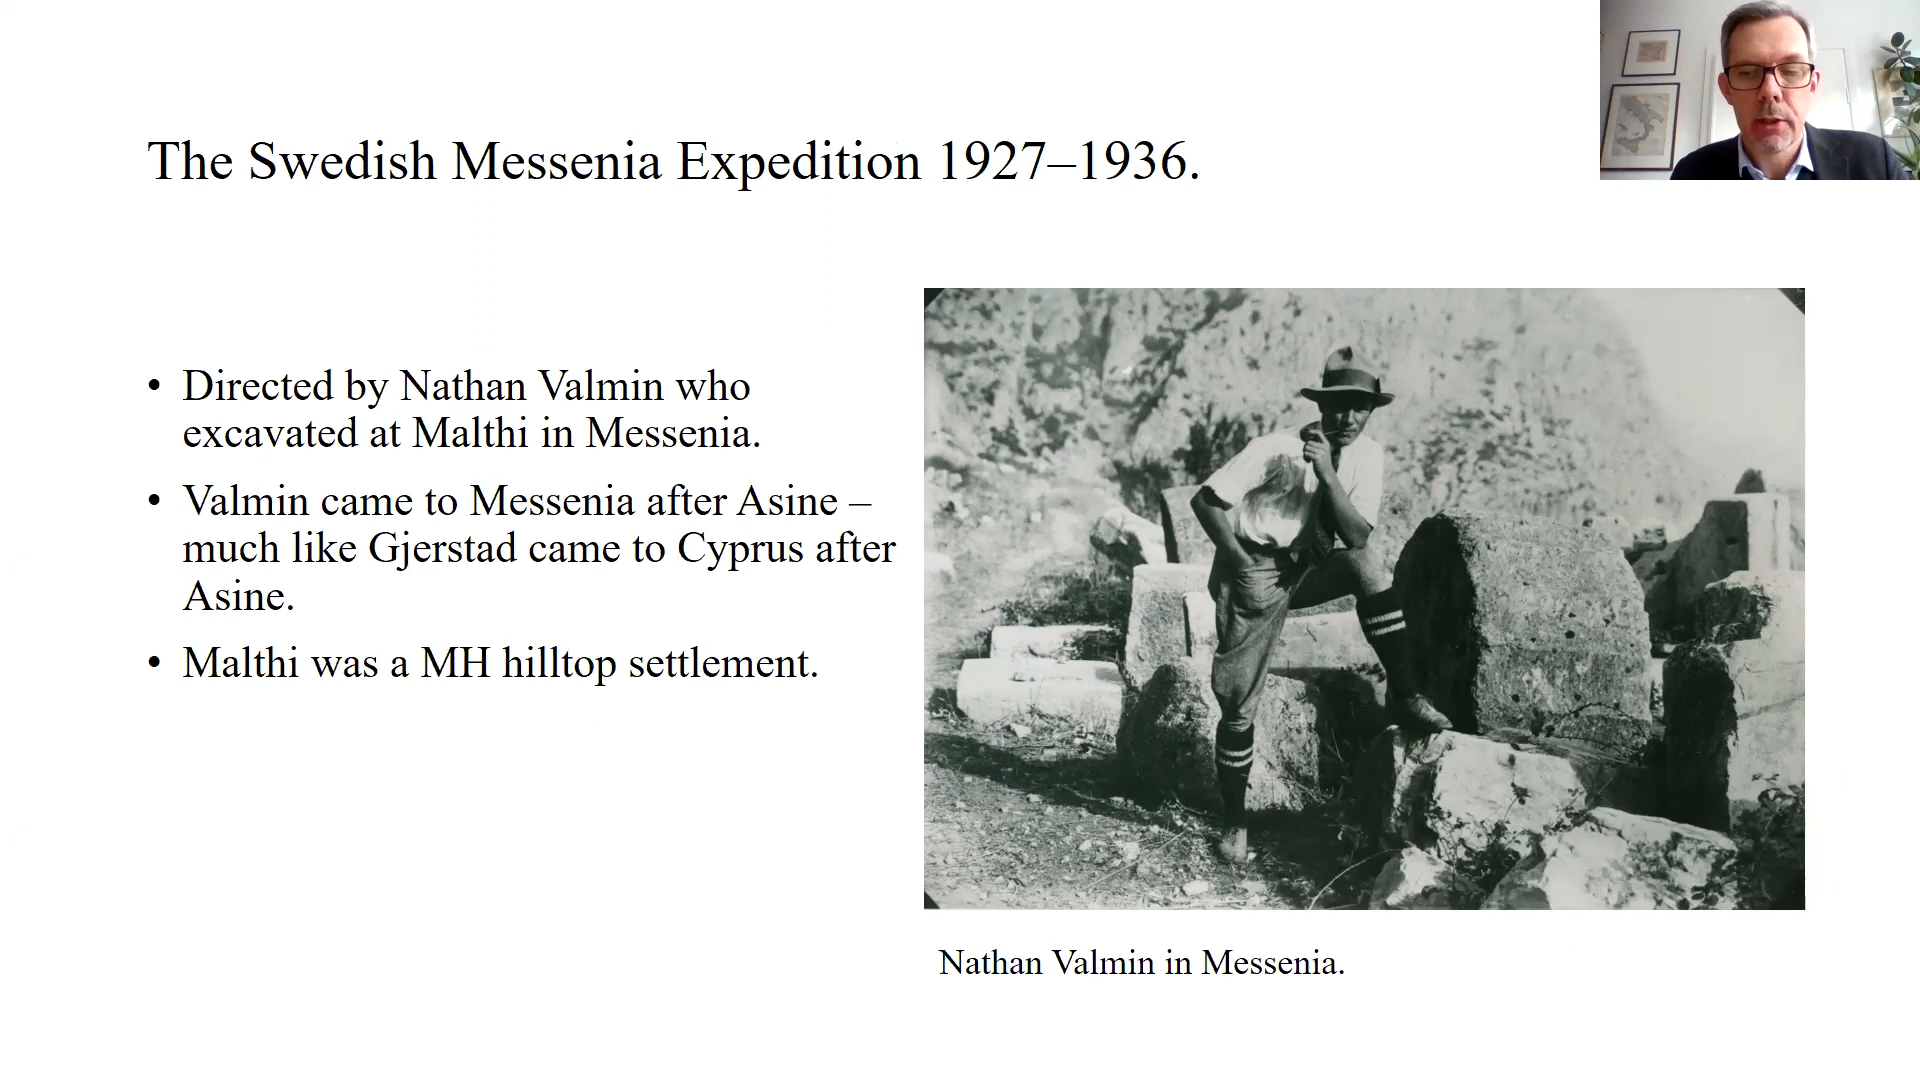 The Swedish Messenia Expedition 1927–1936.
• Directed by Nathan Valmin who
excavated at Malthi in Messenia.
• Valmin came to Messenia after Asine –
much like Gjerstad came to Cyprus after
Asine.
• Malthi was a MH hilltop settlement.
Nathan Valmin in Messenia.